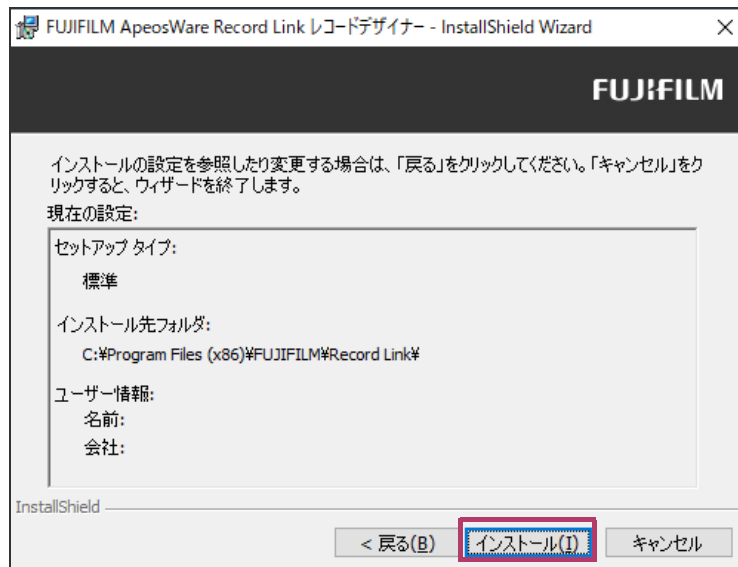 FUJIFILM ApeosWare Record Link レコードデザイナー - InstallShield Wizard
FUJIFILM
インストールの設定を参照したり変更する場合は、「戻る」をクリックしてください。「キャンセル」をク
リックすると、ウィザードを終了します。
現在の設定:
セットアップ タイプ:
標準
インストール先フォルダ:
C:¥Program Files (x86)¥FUJIFILM¥Record Link¥
ユーザー情報:
名前:
会社:
InstallShield
< 戻る(B) インストール(I) キャンセル